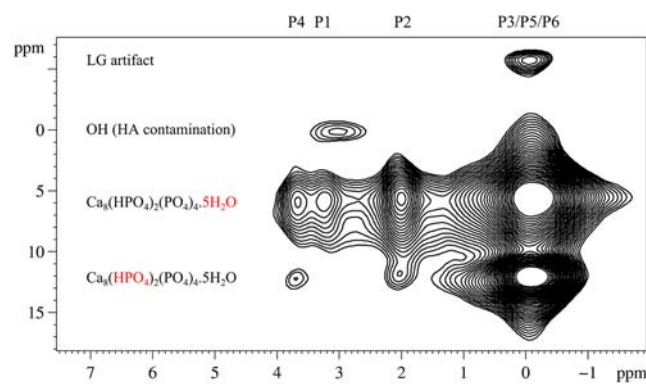 P4 P1 P2 P3/P5/P6
ppm
LG artifact
0
OH (HA contamination)
5
Ca₈(HPO₄)₂(PO₄)₄.5H₂O
10
Ca₈(HPO₄)₂(PO₄)₄.5H₂O
15
7 6 5 4 3 2 1 0 −1 ppm